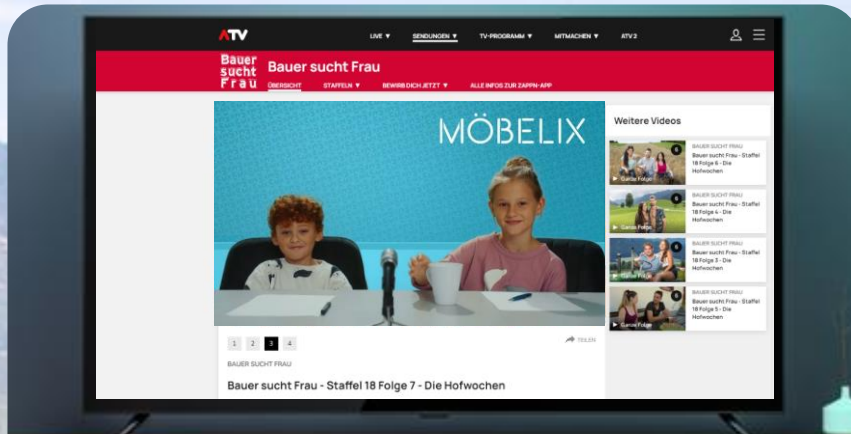 ATV
LIVE ▼
SENDUNGEN ▼
TV-PROGRAMM ▼
MITMACHEN ▼
ATV 2
Bauer
sucht
Frau
Bauer sucht Frau
ÜBERSICHT
STAFFELN ▼
BEWIRB DICH JETZT ▼
ALLE INFOS ZUR ZAPPN-APP
MÖBELIX
1 2 3 4
TEILEN
BAUER SUCHT FRAU
Bauer sucht Frau - Staffel 18 Folge 7 - Die Hofwochen
Weitere Videos
Ganze Folge
BAUER SUCHT FRAU
Bauer sucht Frau - Staffel
18 Folge 6 - Die
Hofwochen
Ganze Folge
BAUER SUCHT FRAU
Bauer sucht Frau - Staffel
18 Folge 4 - Die
Hofwochen
Ganze Folge
BAUER SUCHT FRAU
Bauer sucht Frau - Staffel
18 Folge 3 - Die
Hofwochen
Ganze Folge
BAUER SUCHT FRAU
Bauer sucht Frau - Staffel
18 Folge 5 - Die
Hofwochen